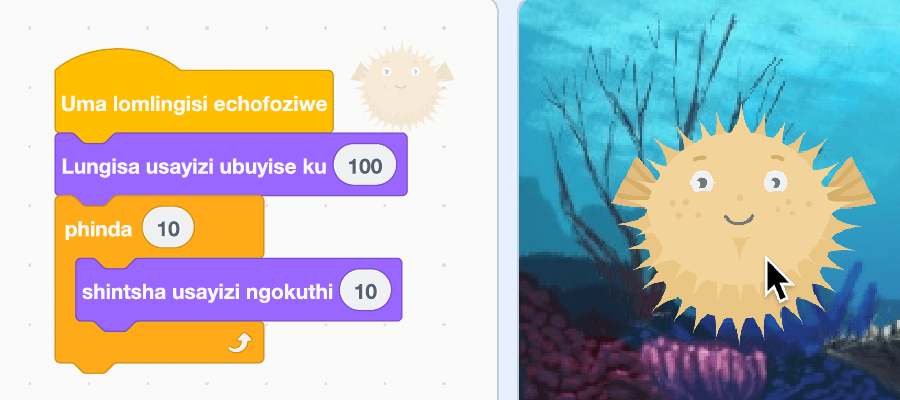 Uma lomlingisi echofoziwe
Lungisa usayizi ubuyise ku 100
phinda 10
shintsha usayizi ngokuthi 10